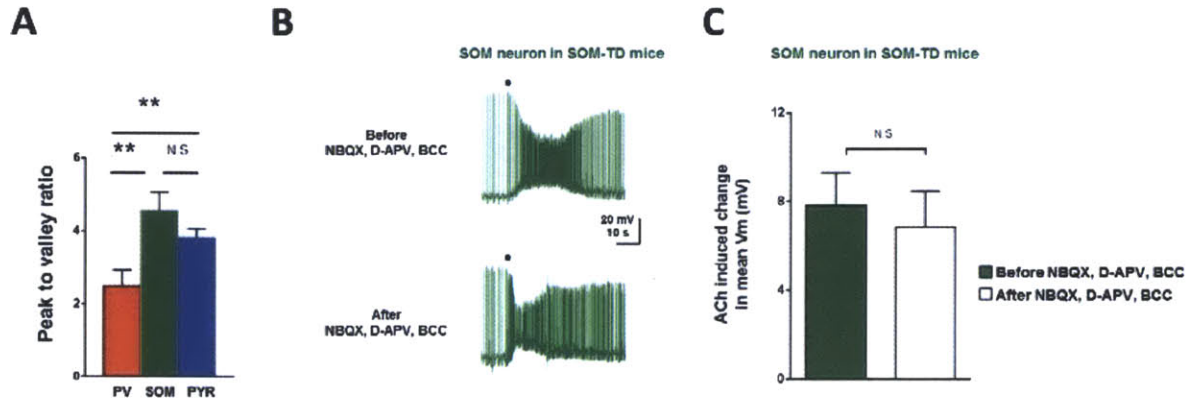 A
**
**
NS
6
4
2
0
Peak to valley ratio
PV SOM PYR
B
SOM neuron in SOM-TD mice
Before
NBQX, D-APV, BCC
20 mV
10 s
After
NBQX, D-APV, BCC
C
SOM neuron in SOM-TD mice
12
8
4
0
NS
ACh induced change
in mean Vm (mV)
Before NBQX, D-APV, BCC
After NBQX, D-APV, BCC